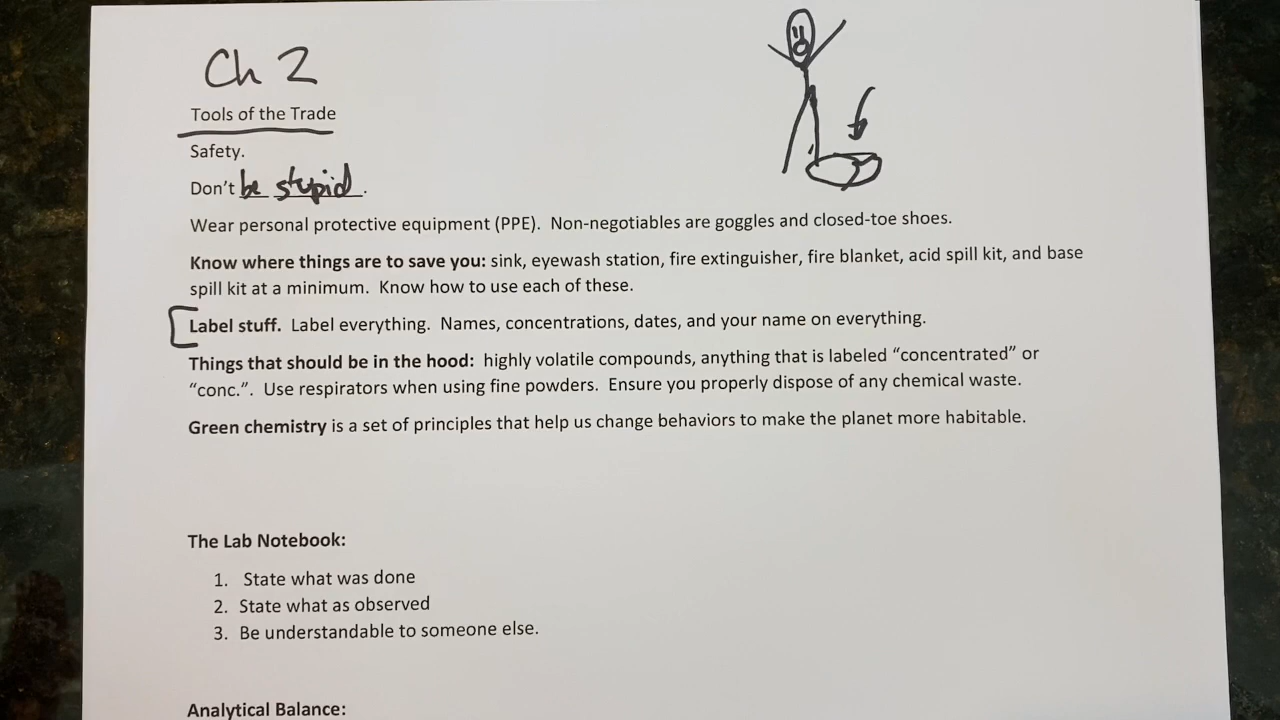 Ch 2
Tools of the Trade
Safety.
Don't be stupid.
Wear personal protective equipment (PPE).  Non-negotiables are goggles and closed-toe shoes.
Know where things are to save you: sink, eyewash station, fire extinguisher, fire blanket, acid spill kit, and base
spill kit at a minimum.  Know how to use each of these.
Label stuff.  Label everything.  Names, concentrations, dates, and your name on everything.
Things that should be in the hood:  highly volatile compounds, anything that is labeled “concentrated” or
“conc.”.  Use respirators when using fine powders.  Ensure you properly dispose of any chemical waste.
Green chemistry is a set of principles that help us change behaviors to make the planet more habitable.
The Lab Notebook:
1.  State what was done
2.  State what as observed
3.  Be understandable to someone else.
Analytical Balance: